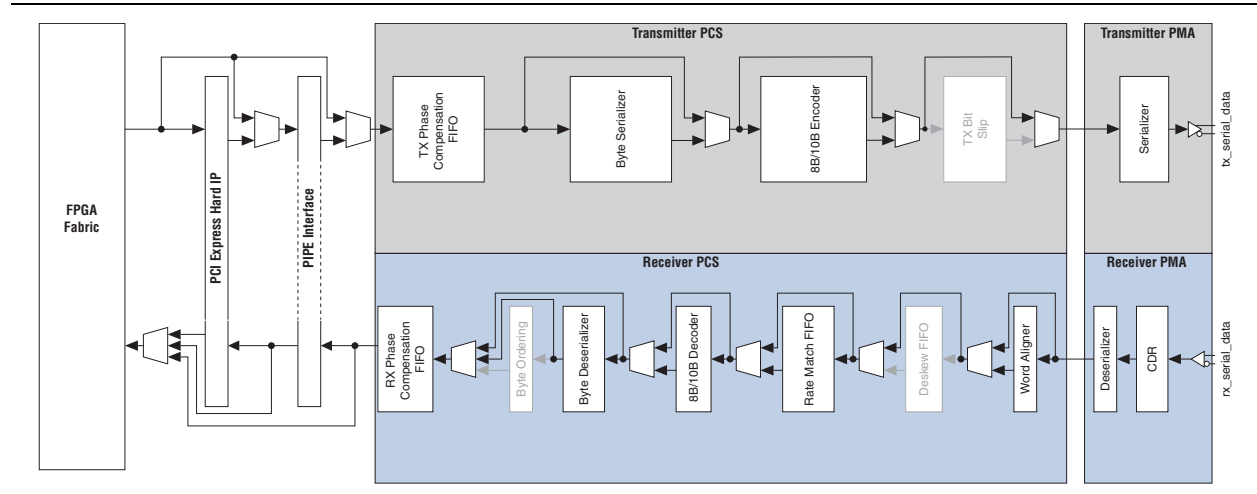 Transmitter PCS
Transmitter PMA
FPGA
Fabric
PCI Express Hard IP
PIPE Interface
TX Phase
Compensation
FIFO
Byte Serializer
8B/10B Encoder
TX Bit
Slip
Serializer
tx_serial_data
Receiver PCS
Receiver PMA
RX Phase
Compensation
FIFO
Byte Ordering
Byte Deserializer
8B/10B Decoder
Rate Match FIFO
Deskew FIFO
Word Aligner
Deserializer
CDR
rx_serial_data